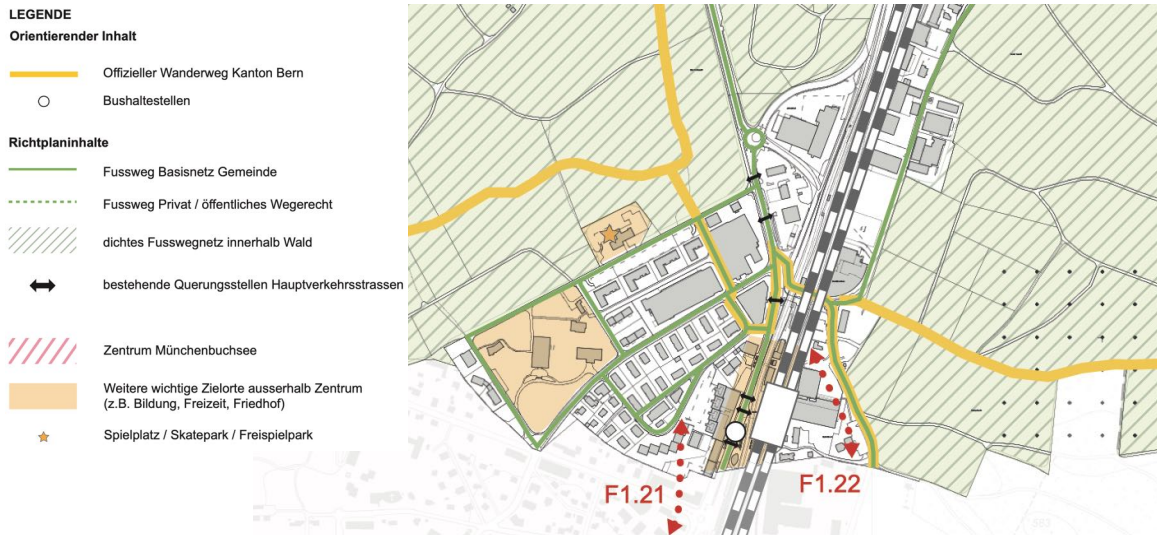 LEGENDE
Orientierender Inhalt
Offizieller Wanderweg Kanton Bern
Bushaltestellen
Richtplaninhalte
Fussweg Basisnetz Gemeinde
Fussweg Privat / öffentliches Wegerecht
dichtes Fusswegnetz innerhalb Wald
bestehende Querungsstellen Hauptverkehrsstrassen
Zentrum Münchenbuchsee
Weitere wichtige Zielorte ausserhalb Zentrum
(z.B. Bildung, Freizeit, Friedhof)
Spielplatz / Skatepark / Freispielpark
F1.21
F1.22